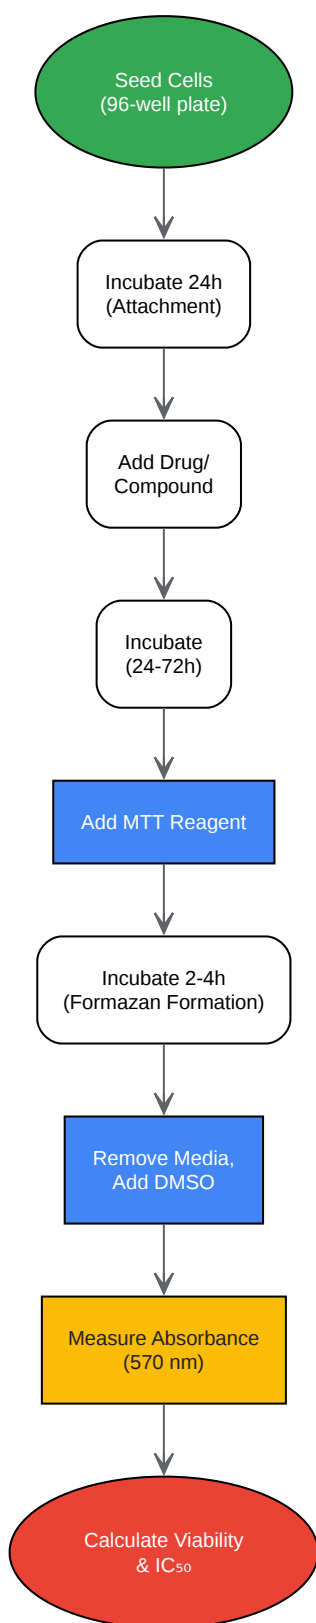 Seed Cells
(96-well plate)
Incubate 24h
(Attachment)
Add Drug/
Compound
Incubate
(24-72h)
Add MTT Reagent
Incubate 2-4h
(Formazan Formation)
Remove Media,
Add DMSO
Measure Absorbance
(570 nm)
Calculate Viability
& IC₅₀